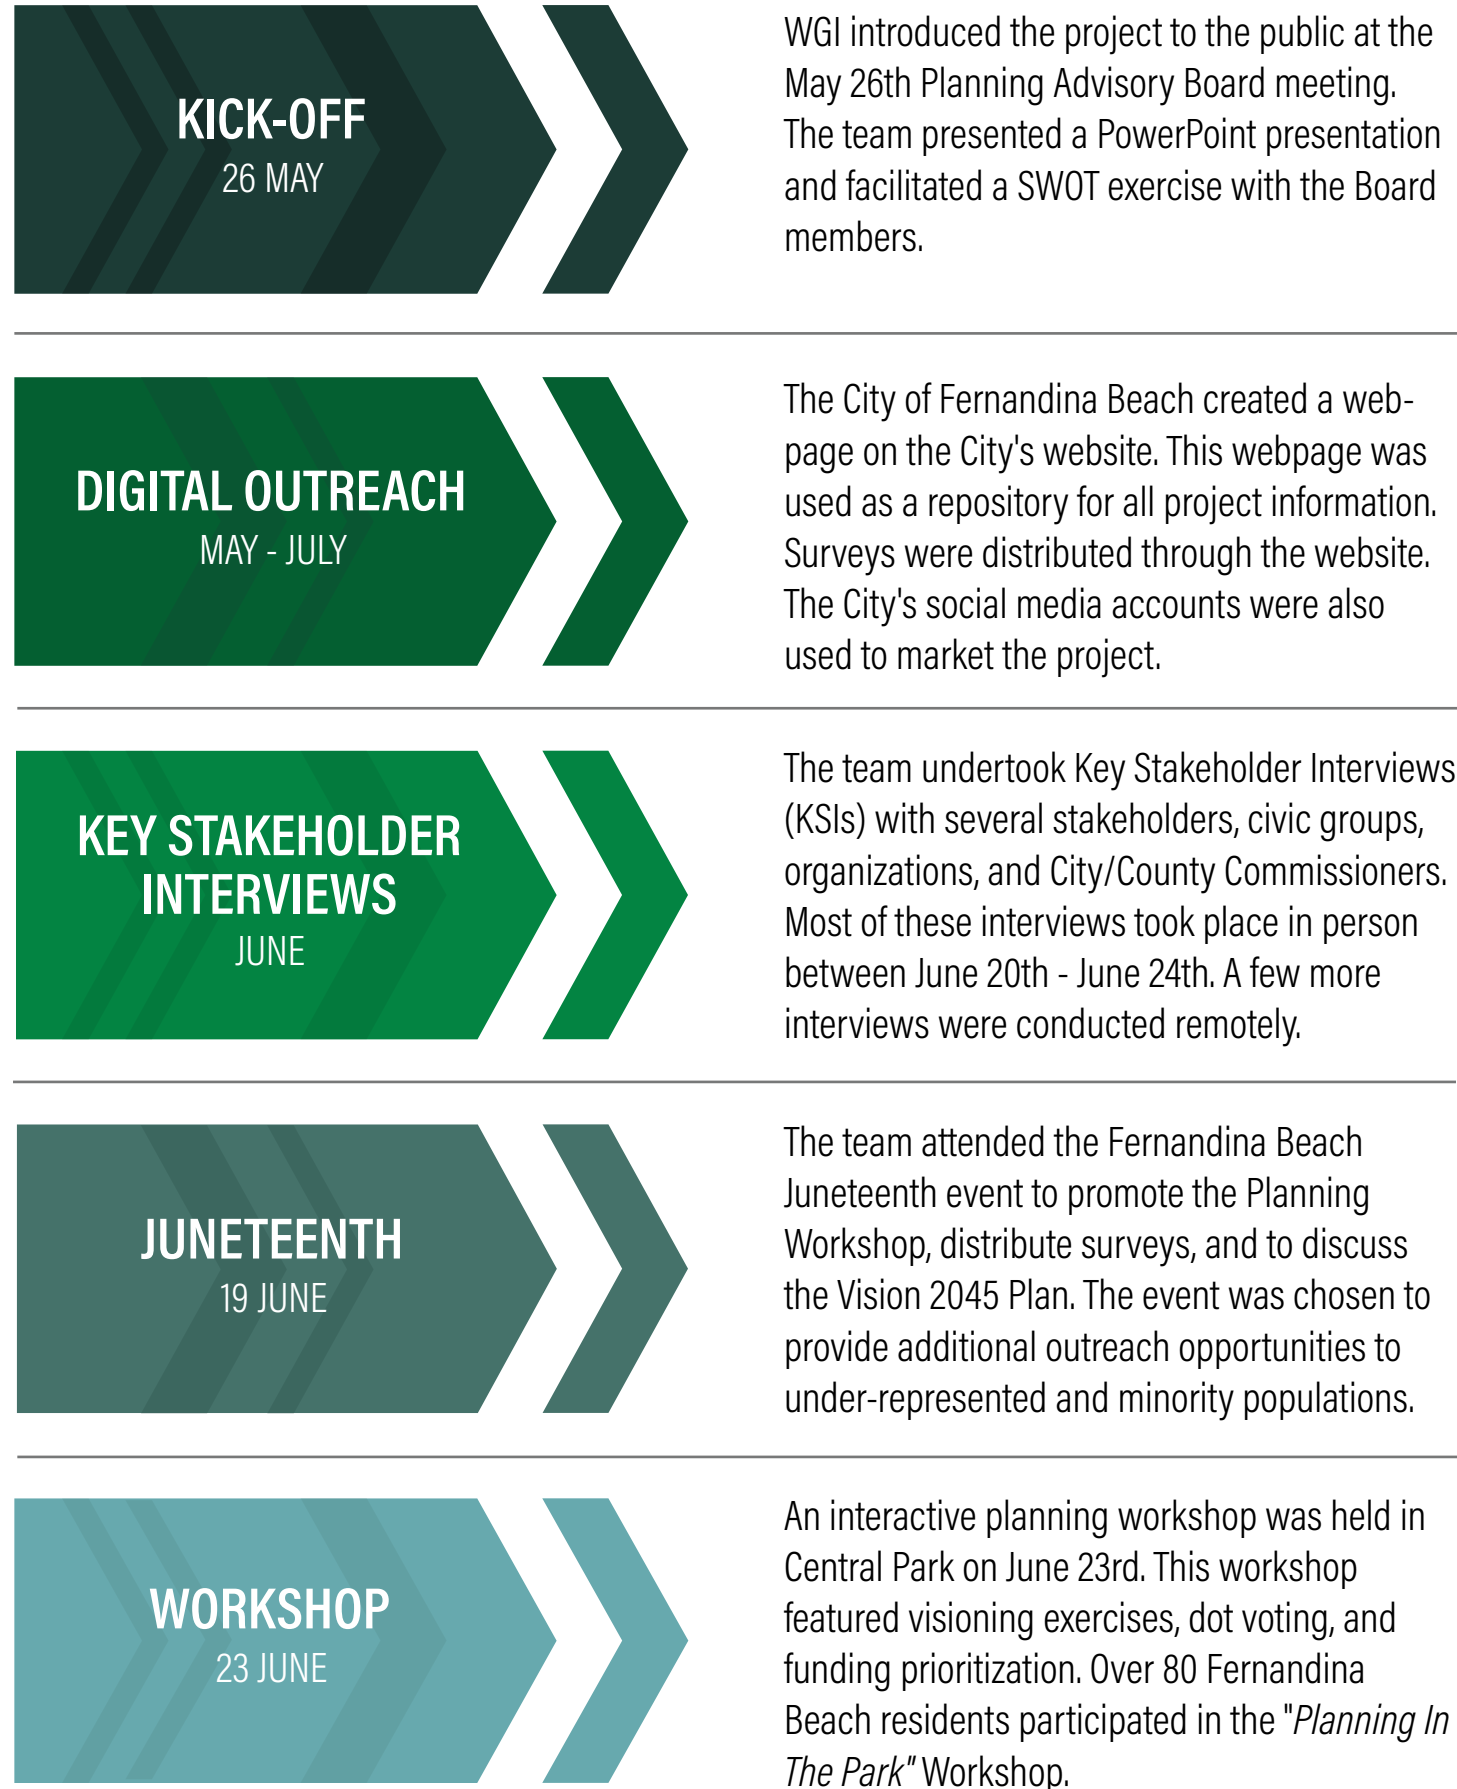 KICK-OFF
26 MAY
WGI introduced the project to the public at the
May 26th Planning Advisory Board meeting.
The team presented a PowerPoint presentation
and facilitated a SWOT exercise with the Board
members.
DIGITAL OUTREACH
MAY - JULY
The City of Fernandina Beach created a web-
page on the City's website. This webpage was
used as a repository for all project information.
Surveys were distributed through the website.
The City's social media accounts were also
used to market the project.
KEY STAKEHOLDER
INTERVIEWS
JUNE
The team undertook Key Stakeholder Interviews
(KSIs) with several stakeholders, civic groups,
organizations, and City/County Commissioners.
Most of these interviews took place in person
between June 20th - June 24th. A few more
interviews were conducted remotely.
JUNETEENTH
19 JUNE
The team attended the Fernandina Beach
Juneteenth event to promote the Planning
Workshop, distribute surveys, and to discuss
the Vision 2045 Plan. The event was chosen to
provide additional outreach opportunities to
under-represented and minority populations.
WORKSHOP
23 JUNE
An interactive planning workshop was held in
Central Park on June 23rd. This workshop
featured visioning exercises, dot voting, and
funding prioritization. Over 80 Fernandina
Beach residents participated in the "Planning In
The Park" Workshop.